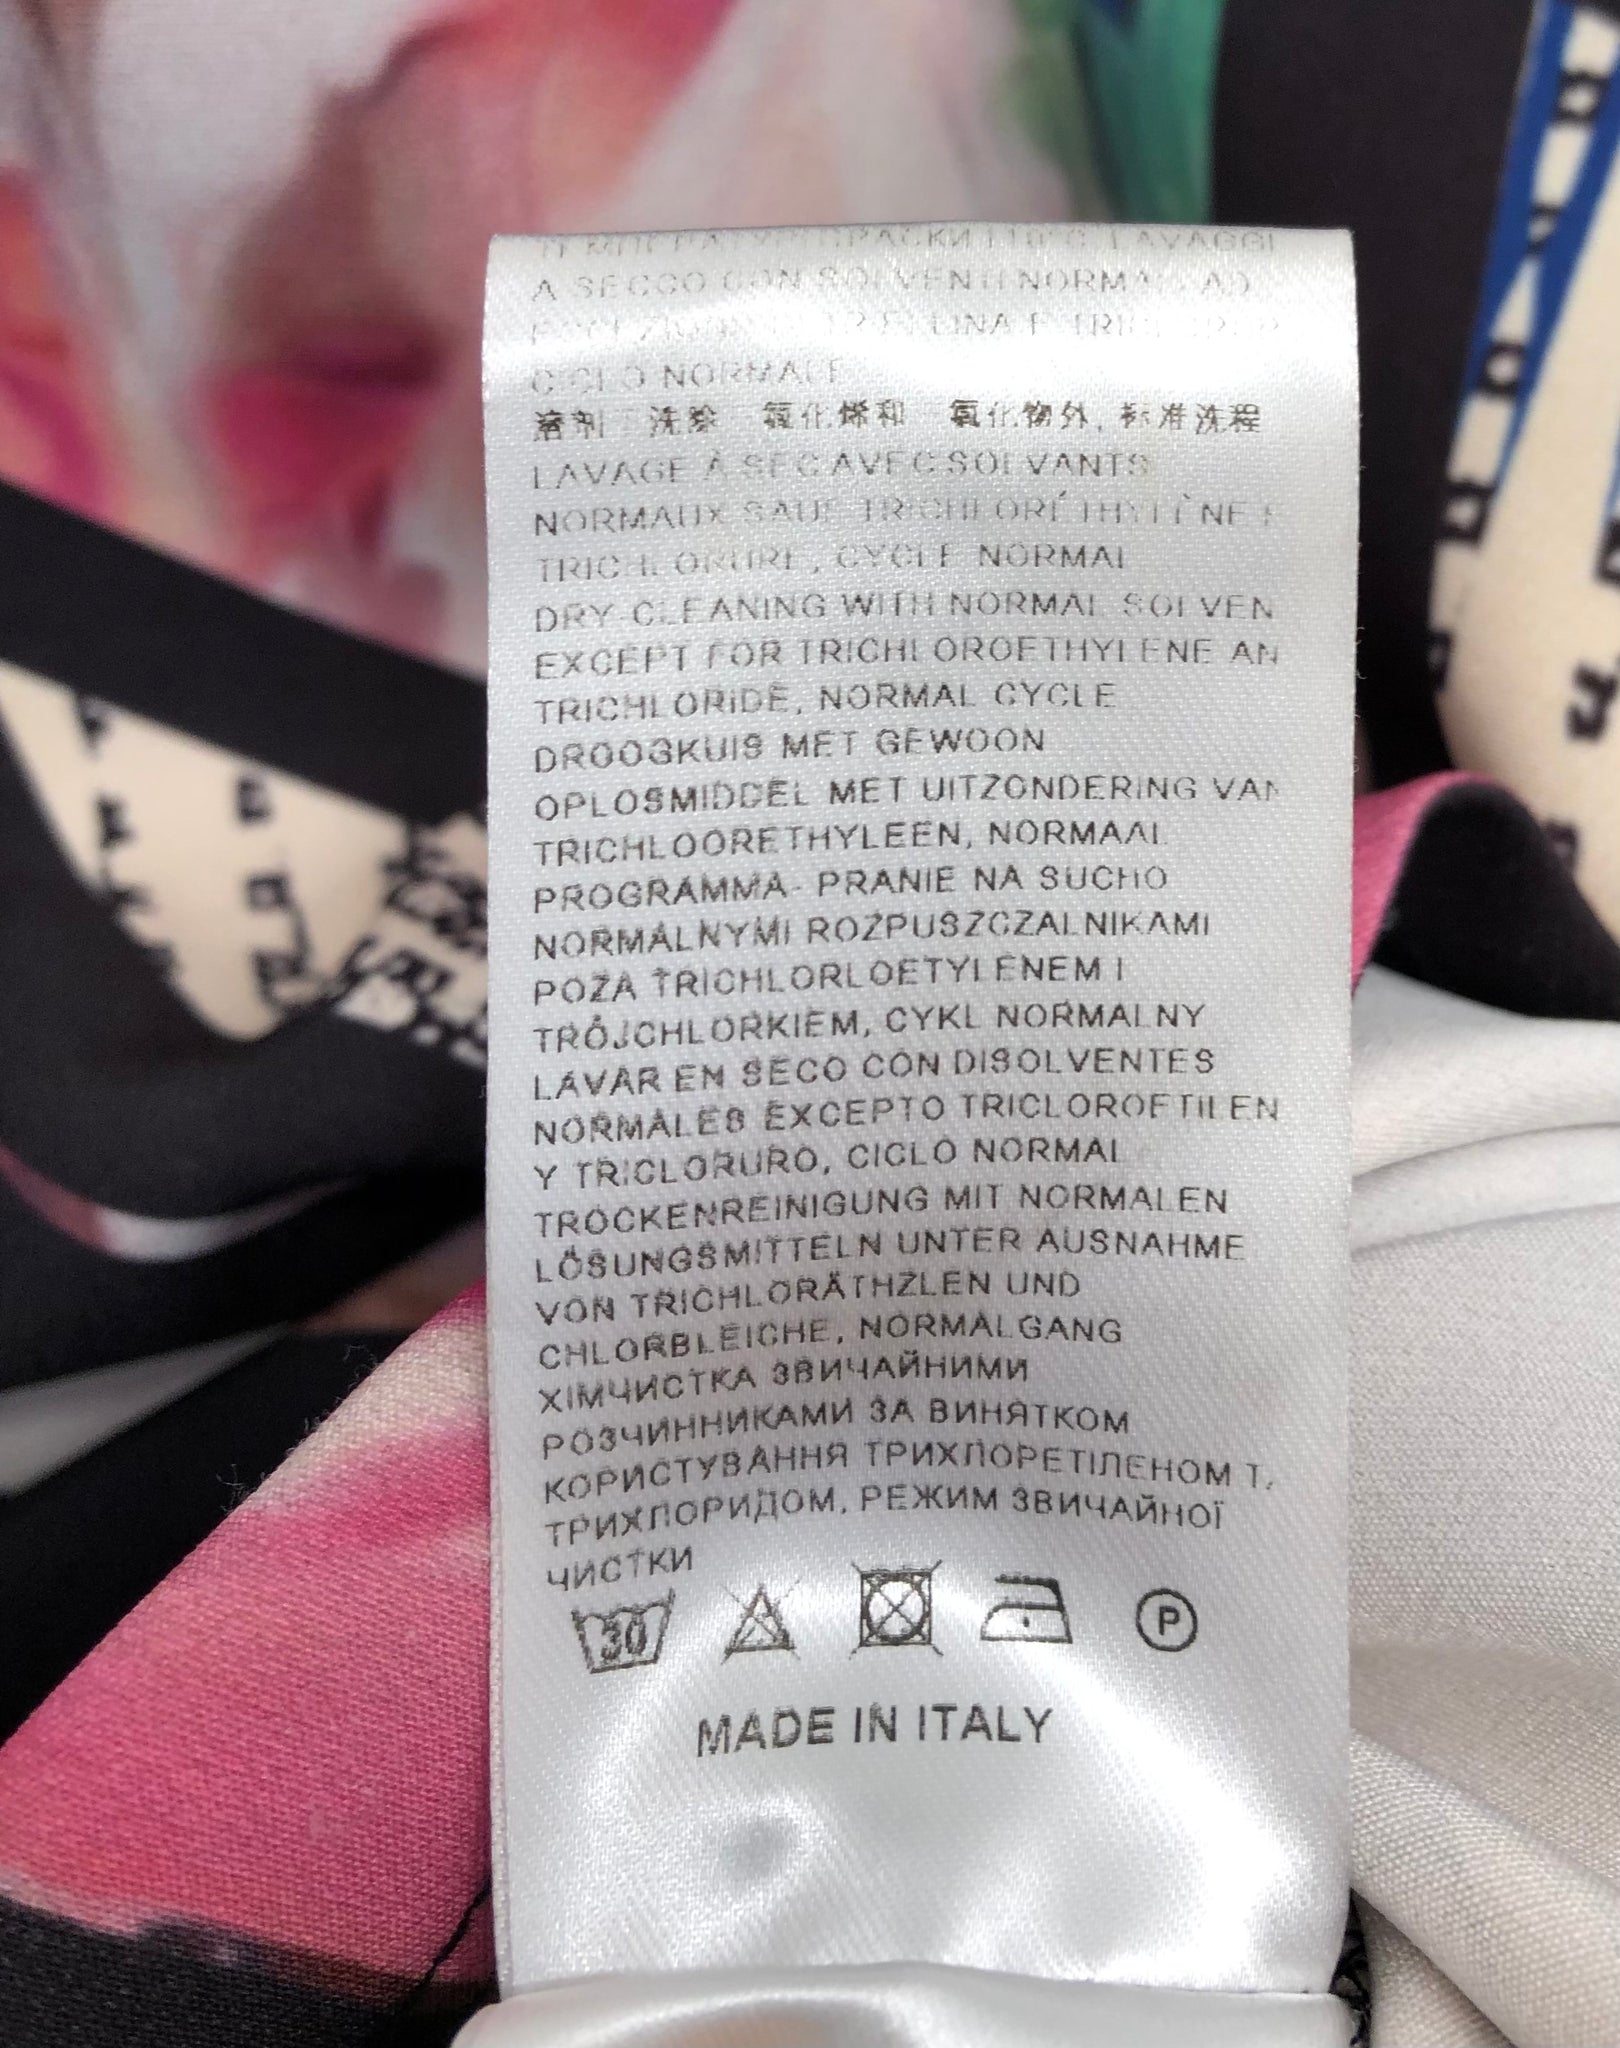 A SECCO CON SOLVENTI NORMALI AD
CICLO NORMALE
LAVAGE À SEC AVEC SOLVANTS
NORMAUX SAUF TRICHLORÉTHYLÈNE E
TRICHLORURE, CYCLE NORMAL
DRY-CLEANING WITH NORMAL SOLVEN
EXCEPT FOR TRICHLOROETHYLENE AN
TRICHLORIDE, NORMAL CYCLE
DROOGKUIS MET GEWOON
OPLOSMIDDEL MET UITZONDERING VAN
TRICHLOORETHYLEEN, NORMAAL
PROGRAMMA- PRANIE NA SUCHO
NORMALNYMI ROZPUSZCZALNIKAMI
POZA TRICHLORLOETYLENEM I
TRÓJCHLORKIEM, CYKL NORMALNY
LAVAR EN SECO CON DISOLVENTES
NORMALES EXCEPTO TRICLOROETILEN
Y TRICLORURO, CICLO NORMAL
TROCKENREINIGUNG MIT NORMALEN
LÖSUNGSMITTELN UNTER AUSNAHME
VON TRICHLORÄTHZLEN UND
CHLORBLEICHE, NORMALGANG
ХІМЧИСТКА ЗВИЧАЙНИМИ
РОЗЧИННИКАМИ ЗА ВИНЯТКОМ
КОРИСТУВАННЯ ТРИХЛОРЕТІЛЕНОМ Т.
ТРИХЛОРИДОМ, РЕЖИМ ЗВИЧАЙНОЇ
ЧИСТКИ
30 P
MADE IN ITALY